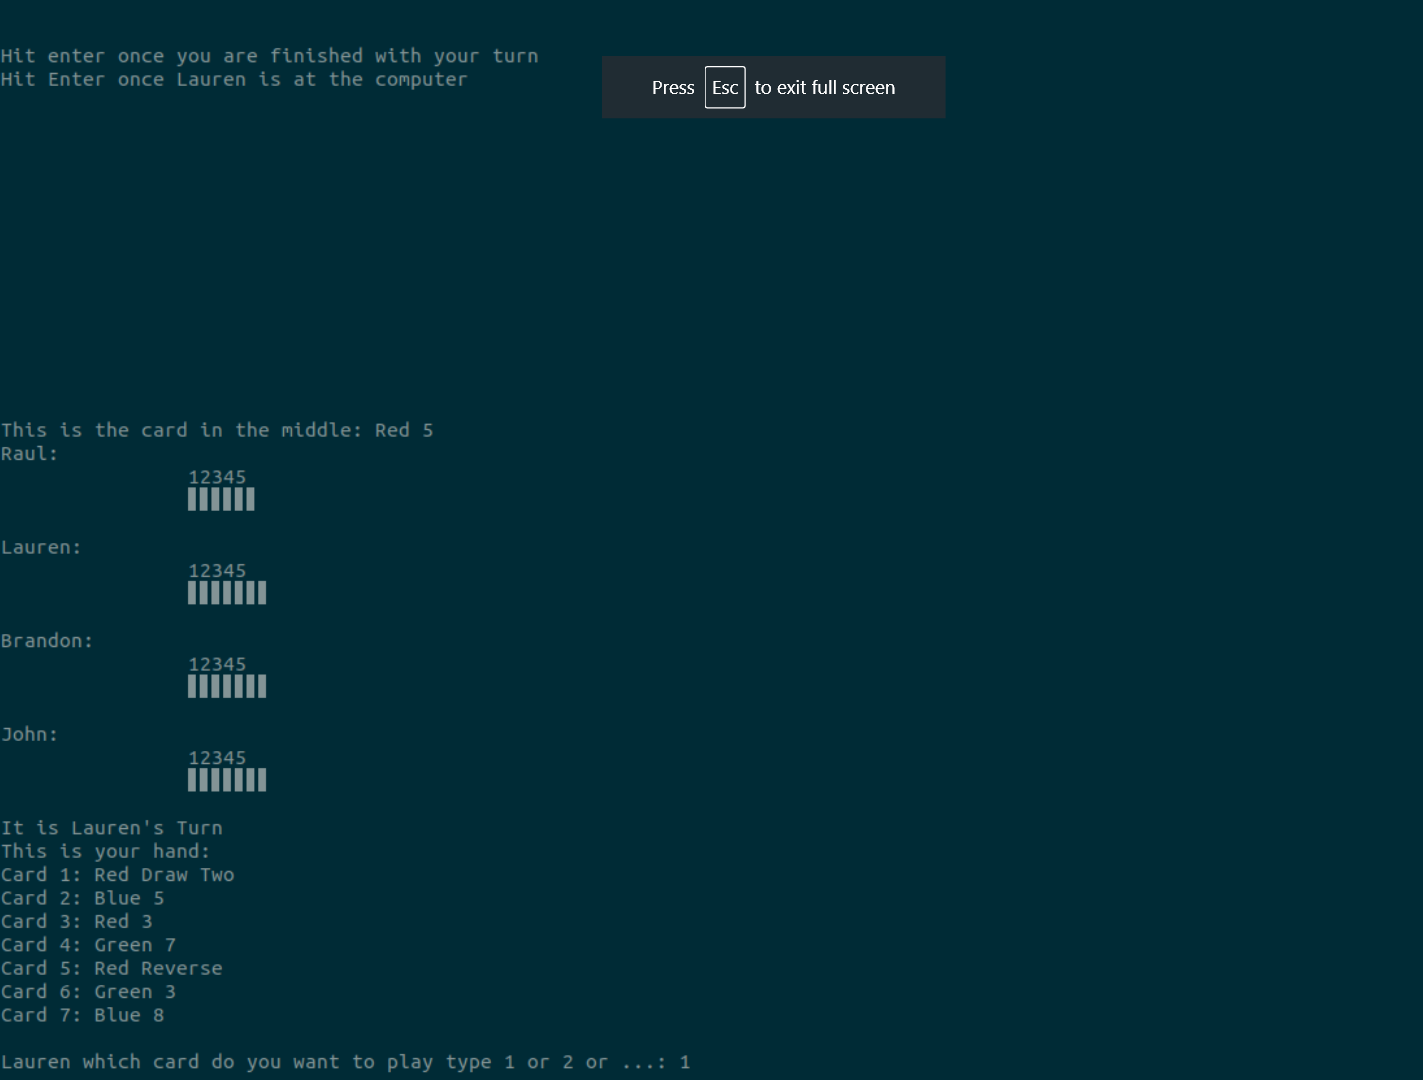 Hit enter once you are finished with your turn
Hit Enter once Lauren is at the computer
Press Esc to exit full screen
This is the card in the middle: Red 5
Raul:
12345
Lauren:
12345
Brandon:
12345
John:
12345
It is Lauren's Turn
This is your hand:
Card 1: Red Draw Two
Card 2: Blue 5
Card 3: Red 3
Card 4: Green 7
Card 5: Red Reverse
Card 6: Green 3
Card 7: Blue 8
Lauren which card do you want to play type 1 or 2 or ...: 1